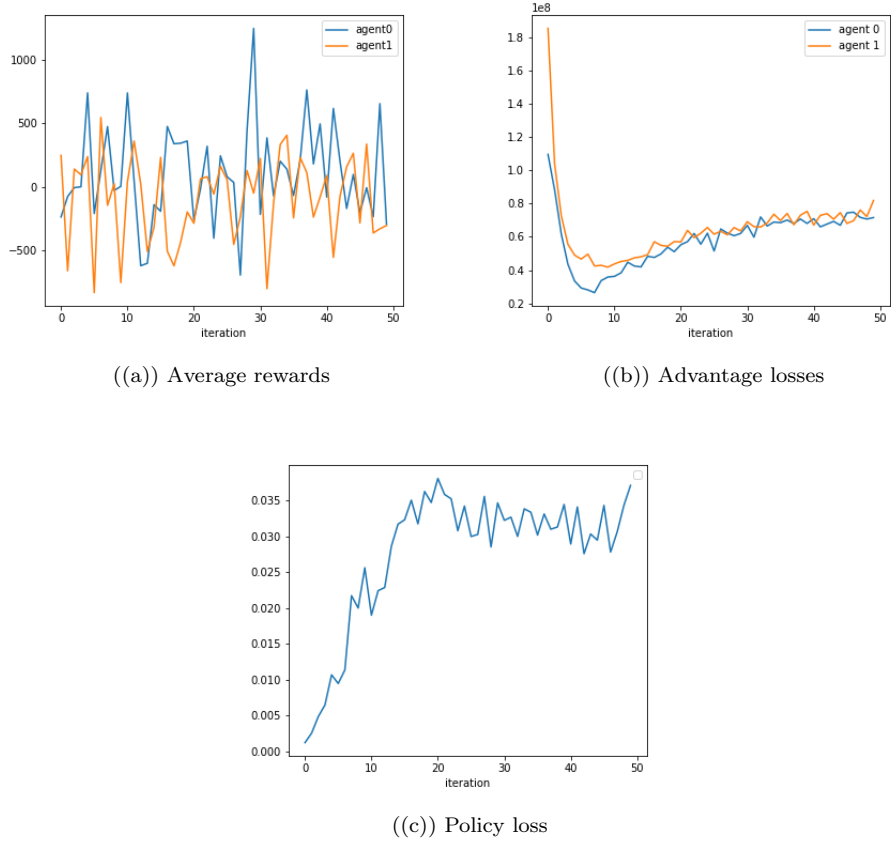 agent0
agent1
1000
500
0
−500
0 10 20 30 40 50
iteration
((a)) Average rewards
1e8
agent 0
agent 1
1.8
1.6
1.4
1.2
1.0
0.8
0.6
0.4
0.2
0 10 20 30 40 50
iteration
((b)) Advantage losses
0.035
0.030
0.025
0.020
0.015
0.010
0.005
0.000
0 10 20 30 40 50
iteration
((c)) Policy loss